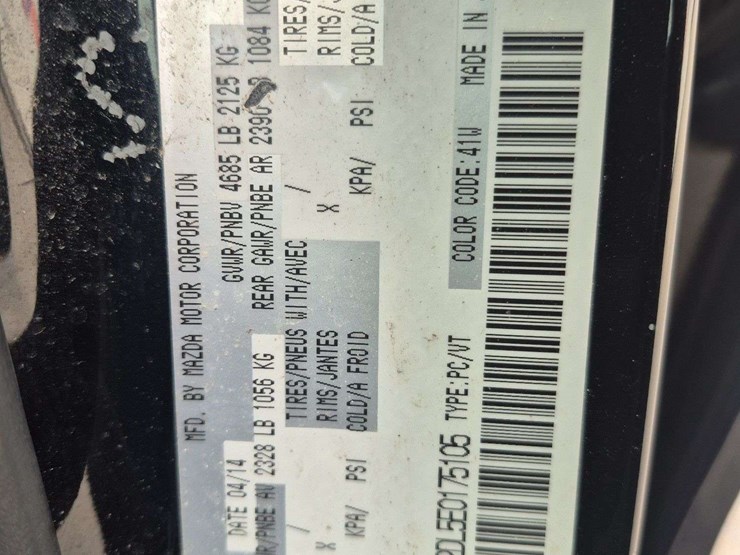 MFD. BY MAZDA MOTOR CORPORATION
DATE 04/14 GVWR/PNBV 4685 LB 2125 KG
R/PNBE AV 2328 LB 1056 KG REAR GAWR/PNBE AR 2390 1084 KG
/ TIRES/PNEUS WITH/AVEC / TIRES/
X RIMS/JANTES X RIMS/
KPA/ PSI COLD/A FROID KPA/ PSI COLD/A
DL5E0175105 TYPE:PC/VT COLOR CODE:41W MADE IN